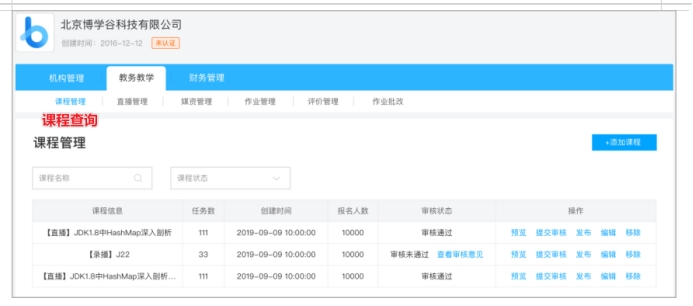 北京博学谷科技有限公司
创建时间：2016-12-12 未认证
机构管理 教务教学 财务管理
课程管理 直播管理 媒资管理 作业管理 评价管理 作业批改
课程查询
课程管理 +添加课程
课程名称 课程状态
课程信息 任务数 创建时间 报名人数 审核状态 操作
【直播】JDK1.8中HashMap深入剖析 111 2019-09-09 10:00:00 10000 审核通过 预览 提交审核 发布 编辑 移除
【录播】J22 33 2019-09-09 10:00:00 10000 审核未通过 查看审核意见 预览 提交审核 发布 编辑 移除
【直播】JDK1.8中HashMap深入剖析... 111 2019-09-09 10:00:00 10000 审核通过 预览 提交审核 发布 编辑 移除